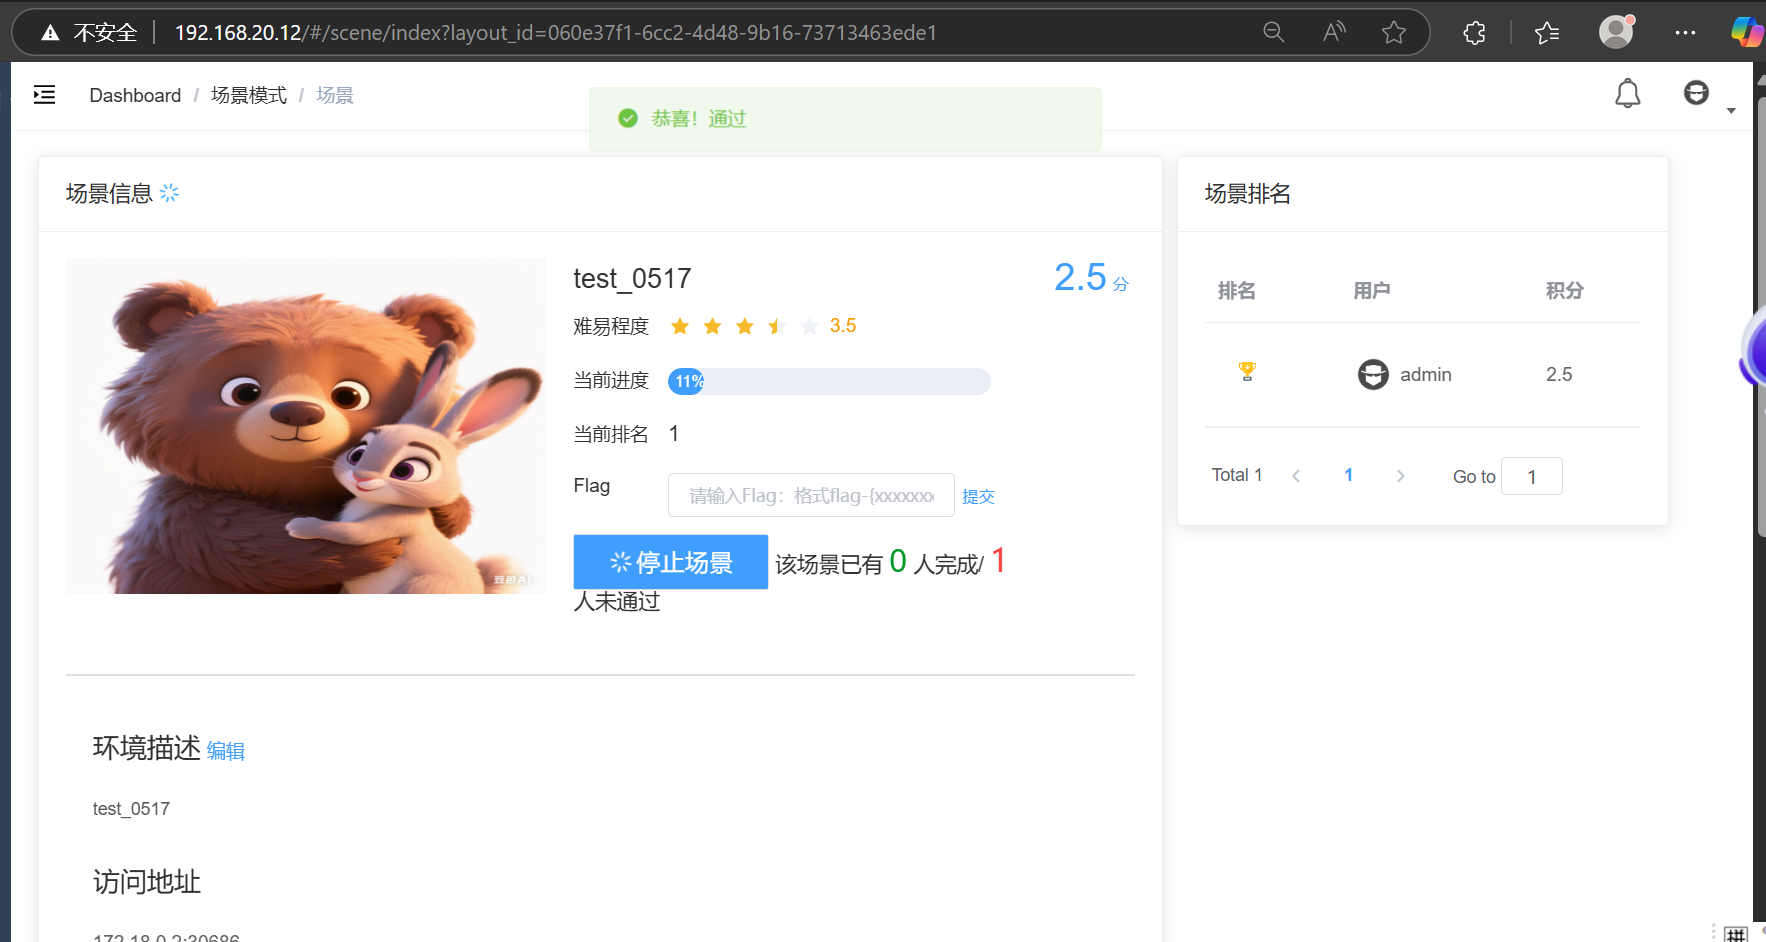 不安全
192.168.20.12/#/scene/index?layout_id=060e37f1-6cc2-4d48-9b16-73713463ede1
Dashboard / 场景模式 / 场景
恭喜！通过
场景信息
豆包AI
test_0517
2.5 分
难易程度 3.5
当前进度 11%
当前排名 1
Flag 请输入Flag：格式flag-{xxxxxxx 提交
停止场景 该场景已有 0 人完成/ 1
人未通过
环境描述 编辑
test_0517
访问地址
172.18.0.2:30686
场景排名
排名 用户 积分
admin 2.5
Total 1 1 Go to 1
拼